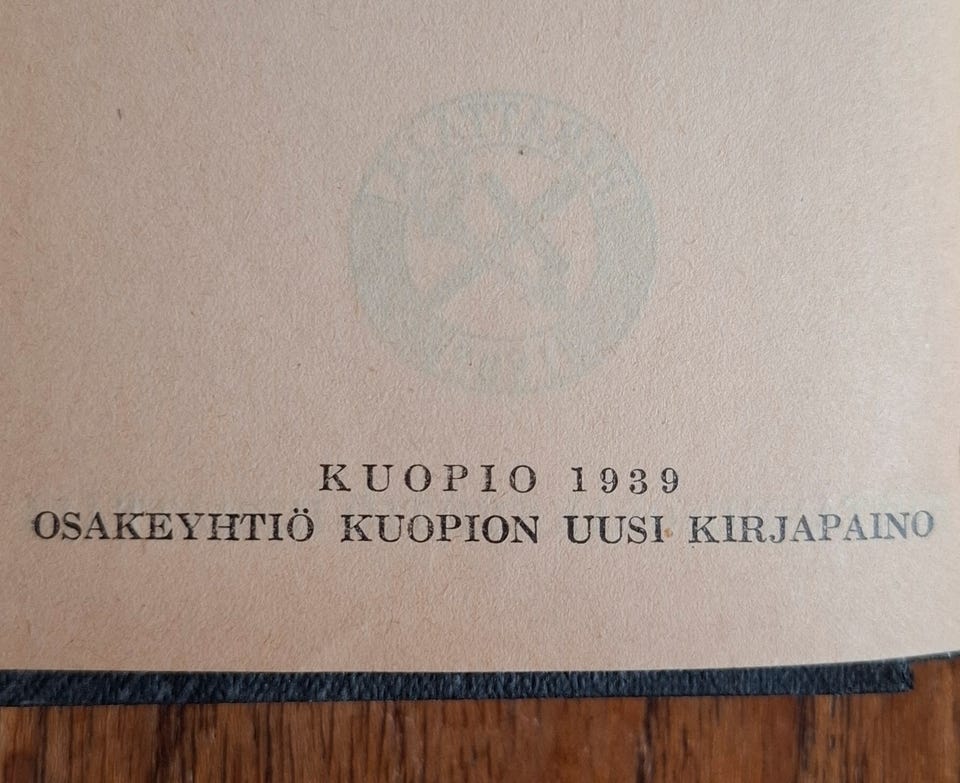 KUOPIO 1939
OSAKEYHTIÖ KUOPION UUSI KIRJAPAINO